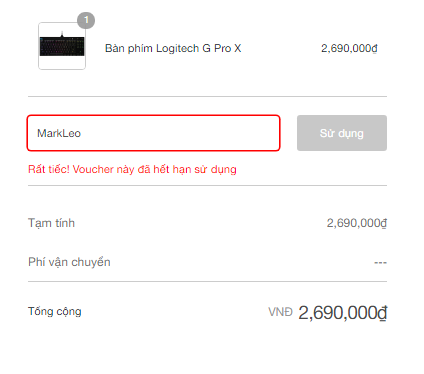 1
Bàn phím Logitech G Pro X 2,690,000₫
MarkLeo Sử dụng
Rất tiếc! Voucher này đã hết hạn sử dụng
Tạm tính 2,690,000₫
Phí vận chuyển ---
Tổng cộng VNĐ 2,690,000₫